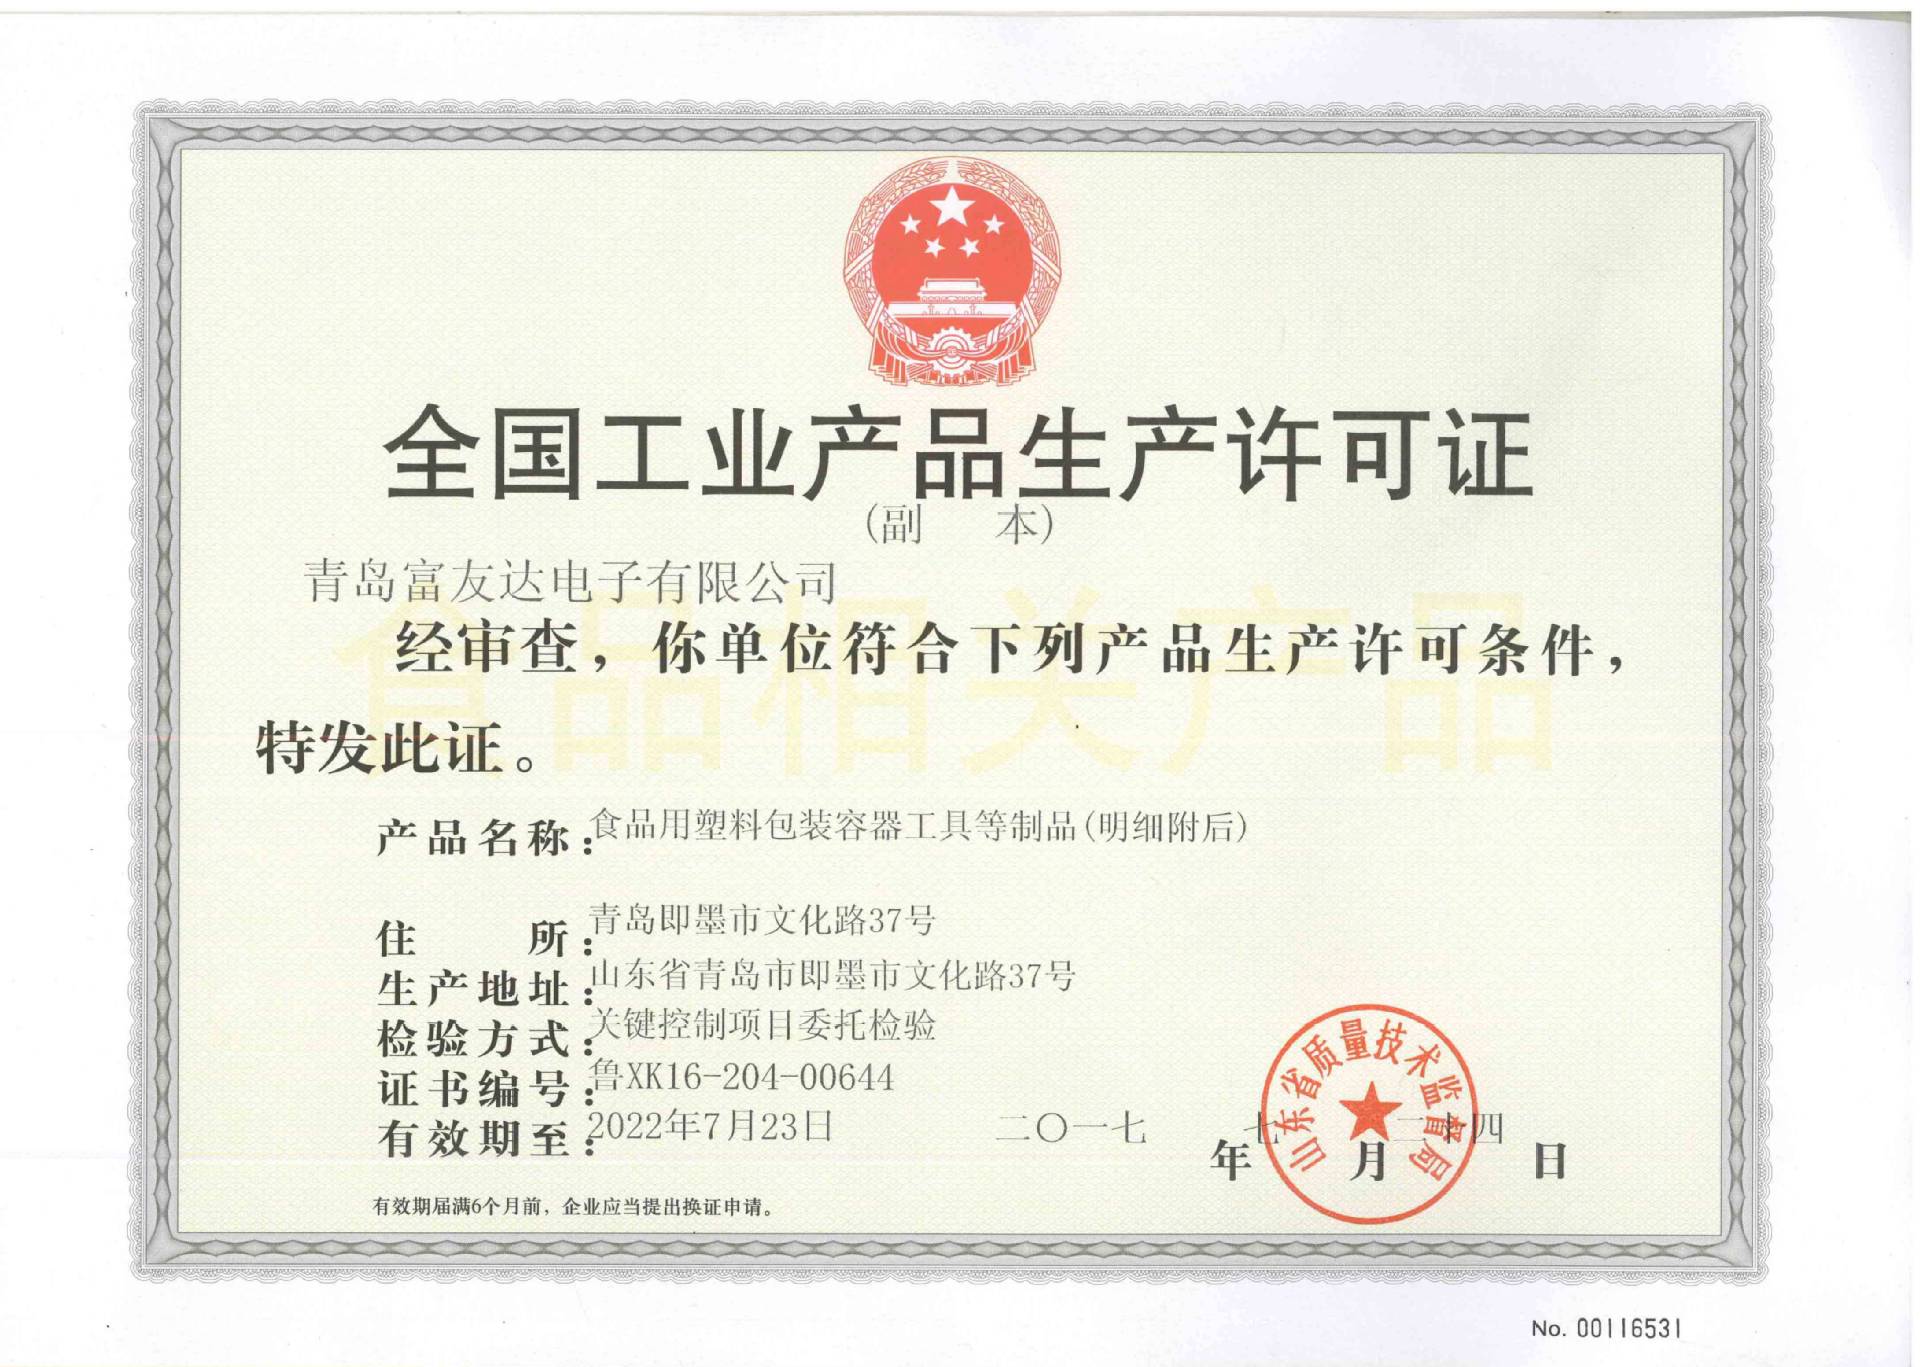 全国工业产品生产许可证
(副 本)
青岛富友达电子有限公司
食品相关产品
经审查，你单位符合下列产品生产许可条件，
特发此证。
产品名称：食品用塑料包装容器工具等制品(明细附后)
住 所：青岛即墨市文化路37号
生产地址：山东省青岛市即墨市文化路37号
检验方式：关键控制项目委托检验
证书编号：鲁XK16-204-00644
有效期至：2022年7月23日
二〇一七年七月二十四日
山东省质量技术监督局
有效期届满6个月前，企业应当提出换证申请。
No. 00116531